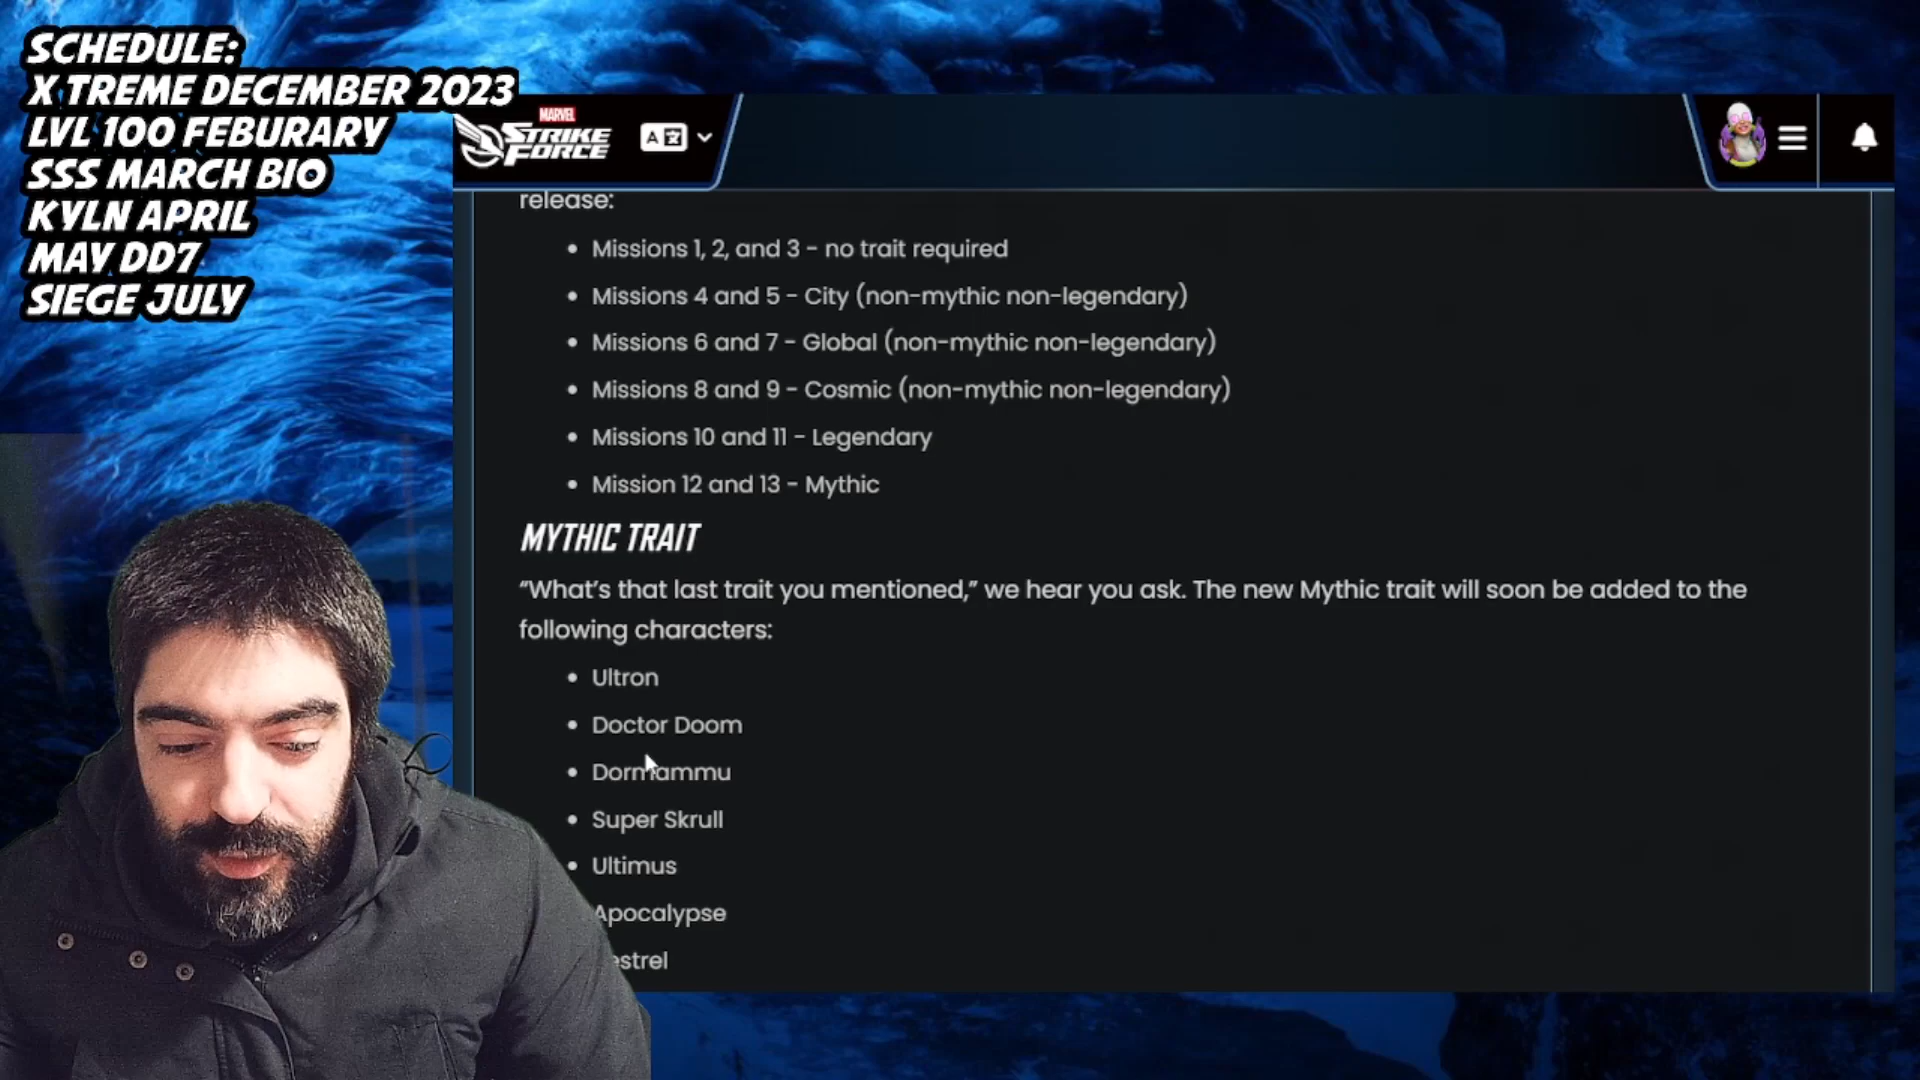 SCHEDULE:
X TREME DECEMBER 2023
LVL 100 FEBURARY
SSS MARCH BIO
KYLN APRIL
MAY DD7
SIEGE JULY
MARVEL
STRIKE
FORCE
A
release:
• Missions 1, 2, and 3 - no trait required
• Missions 4 and 5 - City (non-mythic non-legendary)
• Missions 6 and 7 - Global (non-mythic non-legendary)
• Missions 8 and 9 - Cosmic (non-mythic non-legendary)
• Missions 10 and 11 - Legendary
• Mission 12 and 13 - Mythic
MYTHIC TRAIT
“What’s that last trait you mentioned,” we hear you ask. The new Mythic trait will soon be added to the
following characters:
• Ultron
• Doctor Doom
• Dormammu
• Super Skrull
• Ultimus
Apocalypse
estrel